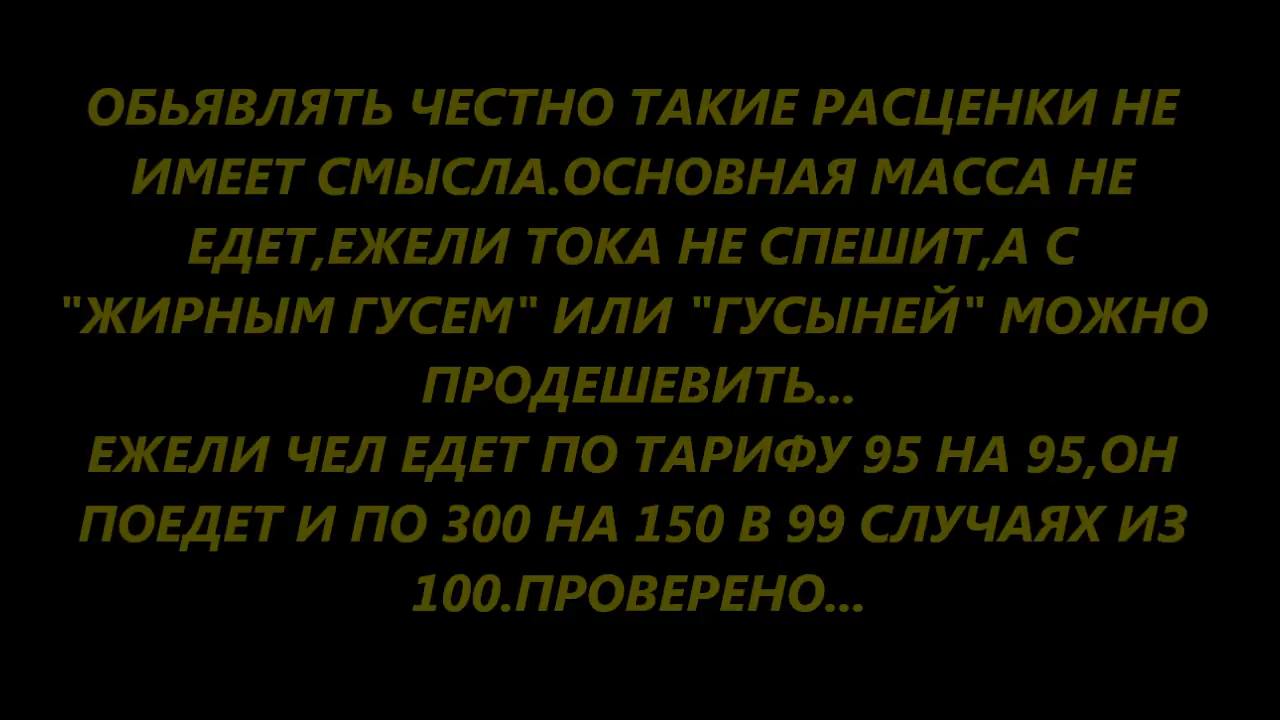 ОБЬЯВЛЯТЬ ЧЕСТНО ТАКИЕ РАСЦЕНКИ НЕ
ИМЕЕТ СМЫСЛА.ОСНОВНАЯ МАССА НЕ
ЕДЕТ,ЕЖЕЛИ ТОКА НЕ СПЕШИТ,А С
"ЖИРНЫМ ГУСЕМ" ИЛИ "ГУСЫНЕЙ" МОЖНО
ПРОДЕШЕВИТЬ...
ЕЖЕЛИ ЧЕЛ ЕДЕТ ПО ТАРИФУ 95 НА 95,ОН
ПОЕДЕТ И ПО 300 НА 150 В 99 СЛУЧАЯХ ИЗ
100.ПРОВЕРЕНО...